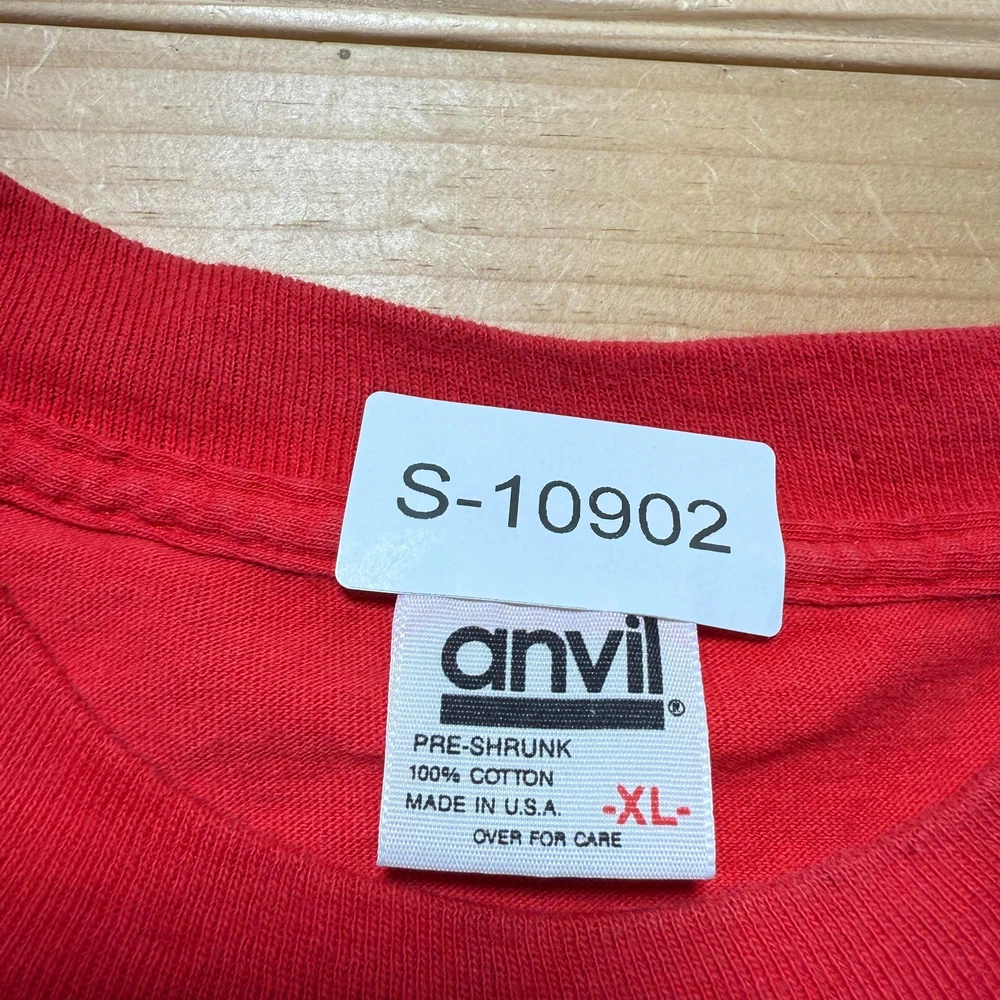 S-10902
anvil®
PRE-SHRUNK
100% COTTON
MADE IN U.S.A.
-XL-
OVER FOR CARE